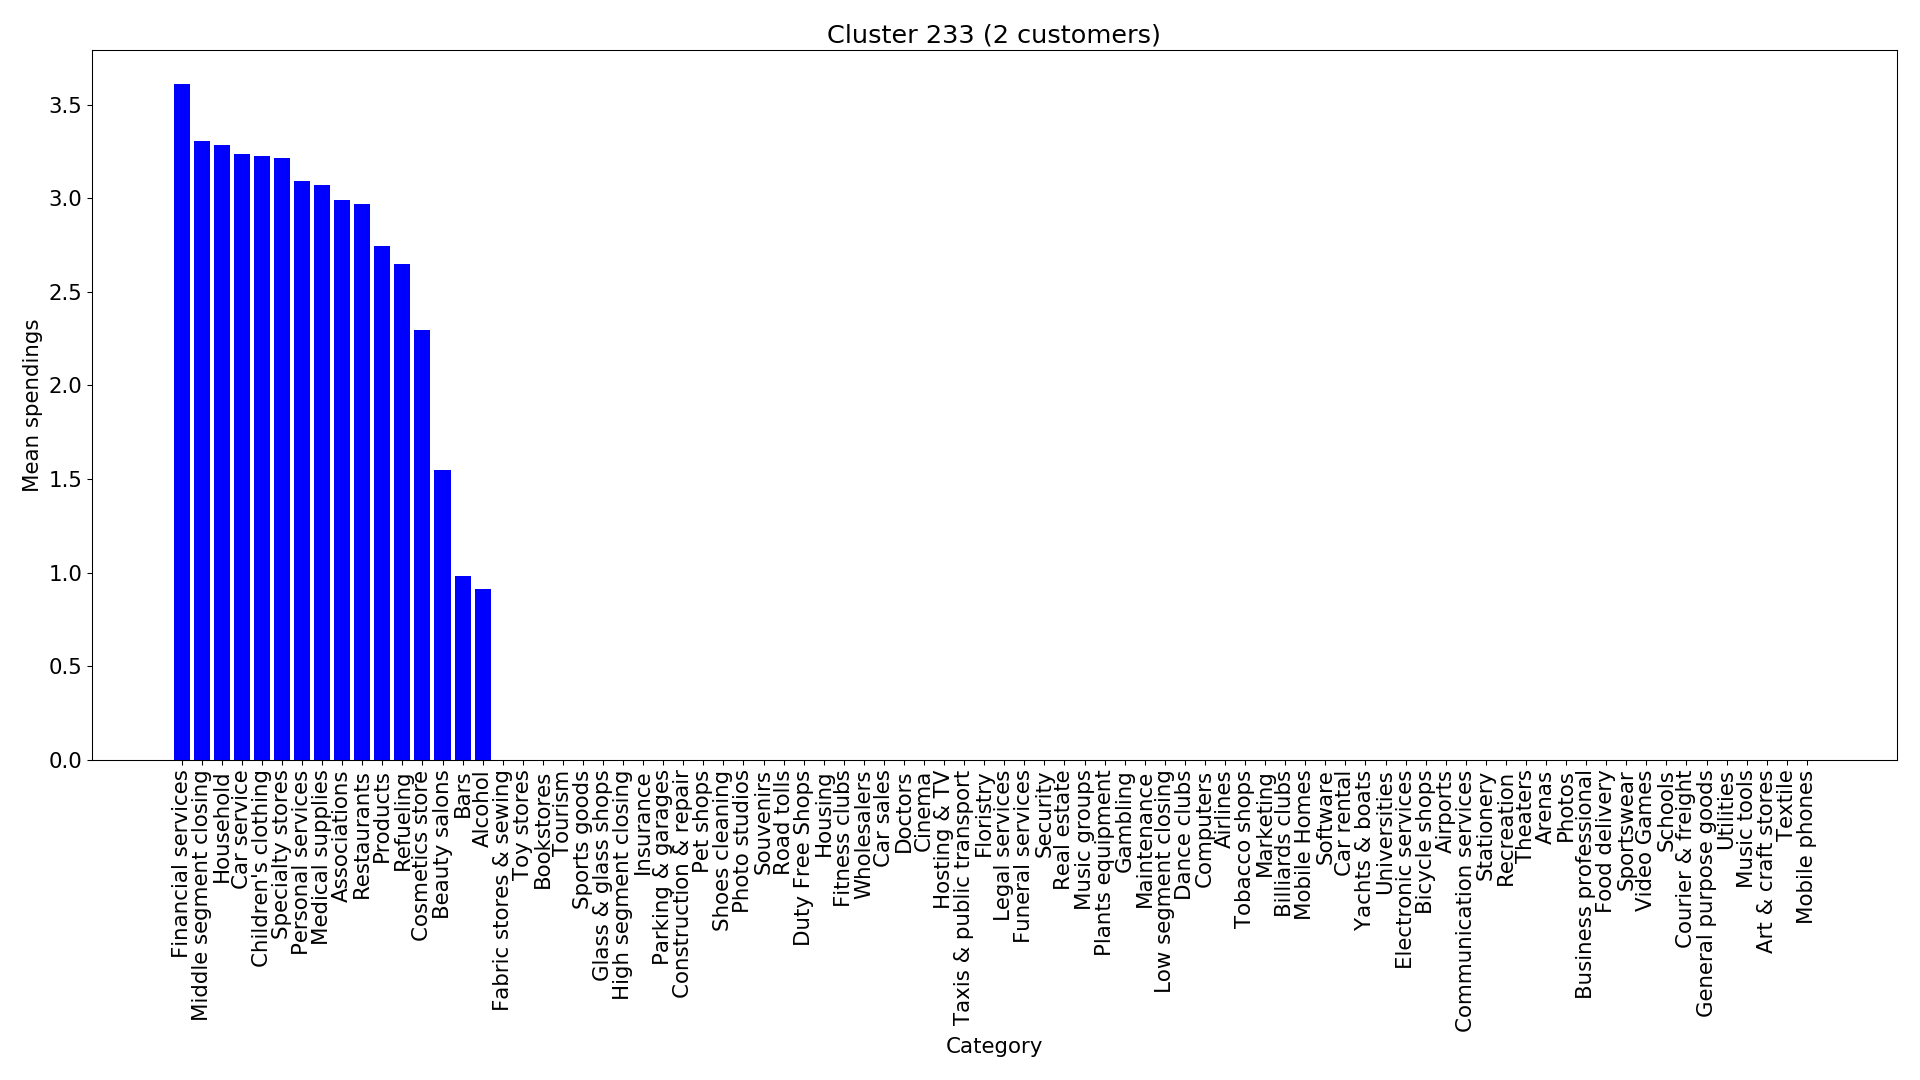 Cluster 233 (2 customers)
Mean spendings
3.5
3.0
2.5
2.0
1.5
1.0
0.5
0.0
Financial services
Middle segment closing
Household
Car service
Children's clothing
Specialty stores
Personal services
Medical supplies
Associations
Restaurants
Products
Refueling
Cosmetics store
Beauty salons
Bars
Alcohol
Fabric stores & sewing
Toy stores
Bookstores
Tourism
Sports goods
Glass & glass shops
High segment closing
Insurance
Parking & garages
Construction & repair
Pet shops
Shoes cleaning
Photo studios
Souvenirs
Road tolls
Duty Free Shops
Housing
Fitness clubs
Wholesalers
Car sales
Doctors
Cinema
Hosting & TV
Taxis & public transport
Floristry
Legal services
Funeral services
Security
Real estate
Music groups
Plants equipment
Gambling
Maintenance
Low segment closing
Dance clubs
Computers
Airlines
Tobacco shops
Marketing
Billiards clubs
Mobile Homes
Software
Car rental
Yachts & boats
Universities
Electronic services
Bicycle shops
Airports
Communication services
Stationery
Recreation
Theaters
Arenas
Photos
Business professional
Food delivery
Sportswear
Video Games
Schools
Courier & freight
General purpose goods
Utilities
Music tools
Art & craft stores
Textile
Mobile phones
Category